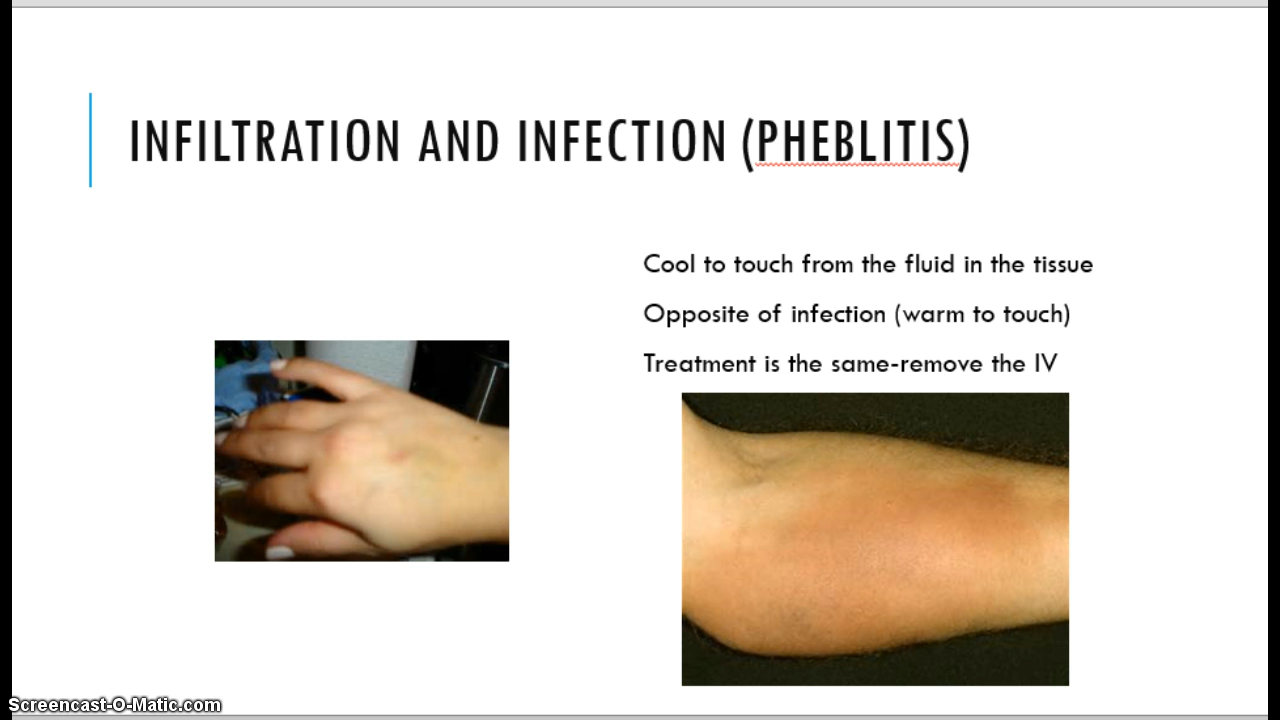 INFILTRATION AND INFECTION (PHEBLITIS)
Cool to touch from the fluid in the tissue
Opposite of infection (warm to touch)
Treatment is the same-remove the IV
Screencast-O-Matic.com